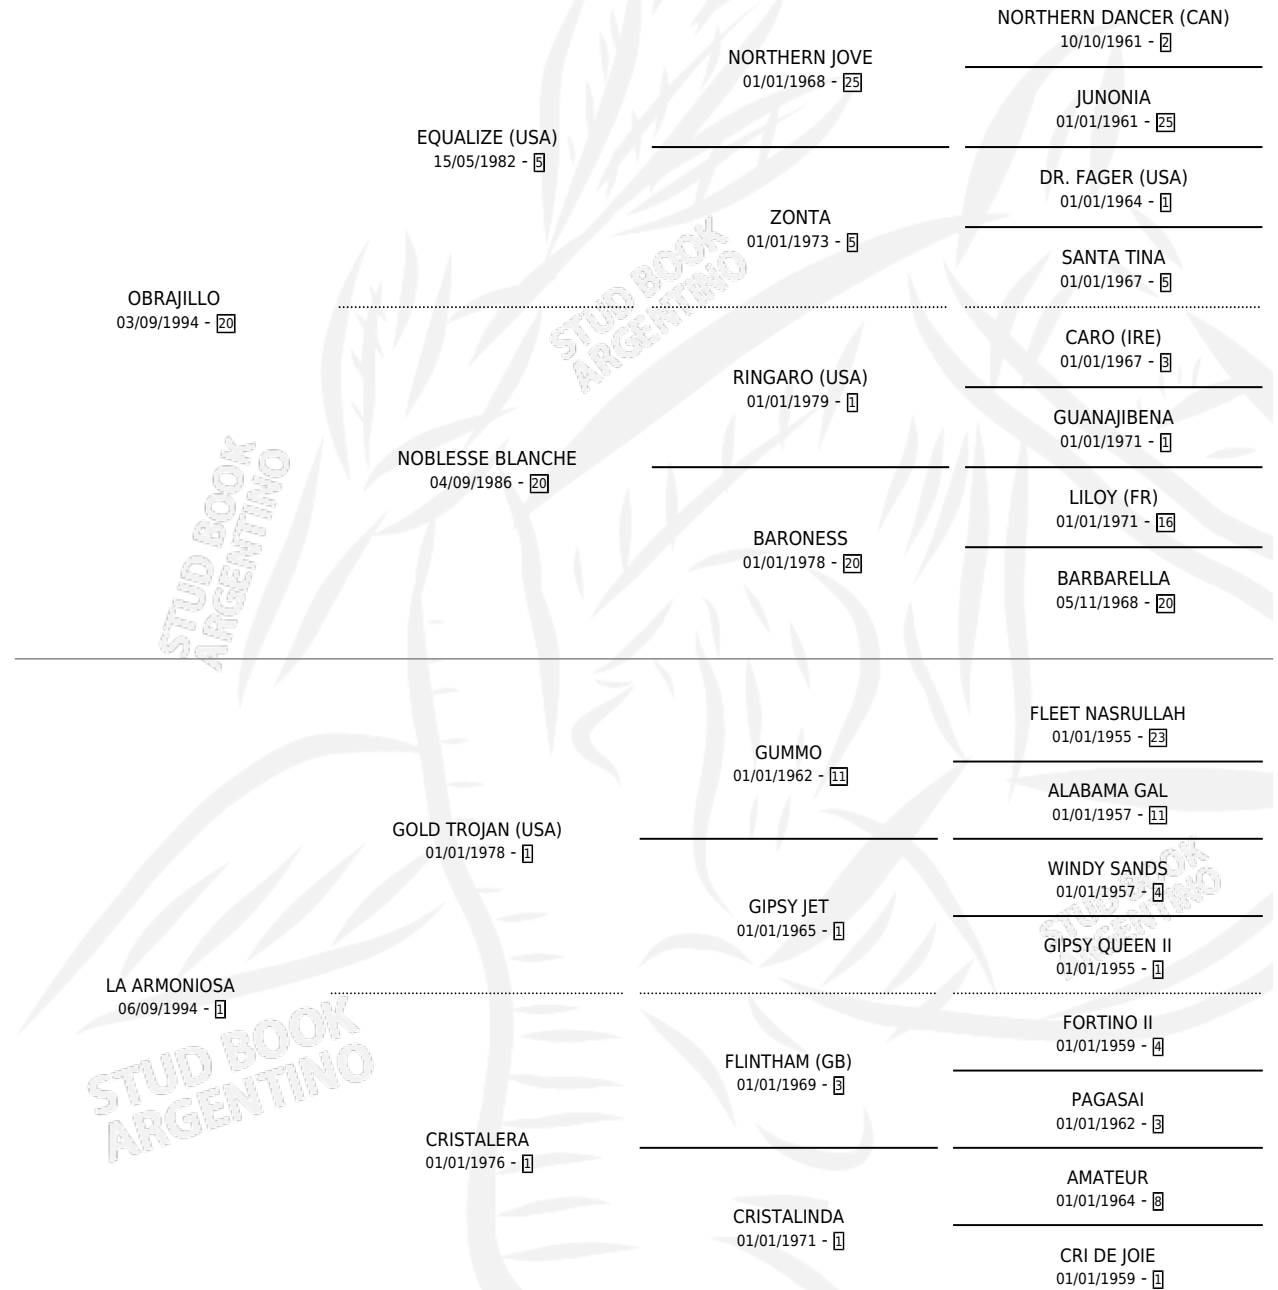 NORTHERN DANCER (CAN)
10/10/1961 - 2
NORTHERN JOVE
01/01/1968 - 25
JUNONIA
01/01/1961 - 25
EQUALIZE (USA)
15/05/1982 - 5
DR. FAGER (USA)
01/01/1964 - 1
ZONTA
01/01/1973 - 5
SANTA TINA
01/01/1967 - 5
OBRAJILLO
03/09/1994 - 20
CARO (IRE)
01/01/1967 - 3
RINGARO (USA)
01/01/1979 - 1
GUANAJIBENA
01/01/1971 - 1
NOBLESSE BLANCHE
04/09/1986 - 20
LILOY (FR)
01/01/1971 - 16
BARONESS
01/01/1978 - 20
BARBARELLA
05/11/1968 - 20
STUD BOOK
ARGENTINO
STUD BOOK
ARGENTINO
FLEET NASRULLAH
01/01/1955 - 23
GUMMO
01/01/1962 - 11
ALABAMA GAL
01/01/1957 - 11
GOLD TROJAN (USA)
01/01/1978 - 1
WINDY SANDS
01/01/1957 - 4
GIPSY JET
01/01/1965 - 1
GIPSY QUEEN II
01/01/1955 - 1
STUD BOOK
ARGENTINO
LA ARMONIOSA
06/09/1994 - 1
FORTINO II
01/01/1959 - 4
FLINTHAM (GB)
01/01/1969 - 3
PAGASAI
01/01/1962 - 3
STUD BOOK
ARGENTINO
CRISTALERA
01/01/1976 - 1
AMATEUR
01/01/1964 - 8
CRISTALINDA
01/01/1971 - 1
CRI DE JOIE
01/01/1959 - 1